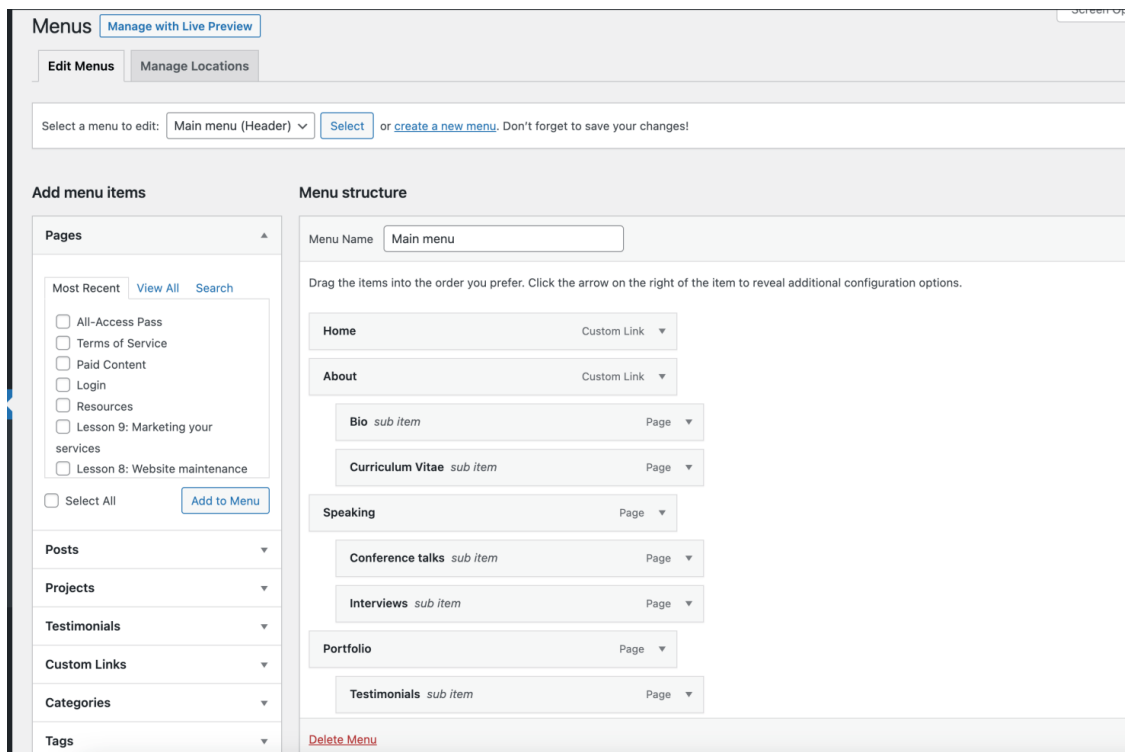 Menus Manage with Live Preview
Edit Menus Manage Locations
Select a menu to edit: Main menu (Header) Select or create a new menu. Don't forget to save your changes!
Add menu items
Pages
Most Recent View All Search
All-Access Pass
Terms of Service
Paid Content
Login
Resources
Lesson 9: Marketing your
services
Lesson 8: Website maintenance
Select All Add to Menu
Posts
Projects
Testimonials
Custom Links
Categories
Tags
Menu structure
Menu Name Main menu
Drag the items into the order you prefer. Click the arrow on the right of the item to reveal additional configuration options.
Home Custom Link
About Custom Link
Bio sub item Page
Curriculum Vitae sub item Page
Speaking Page
Conference talks sub item Page
Interviews sub item Page
Portfolio Page
Testimonials sub item Page
Delete Menu